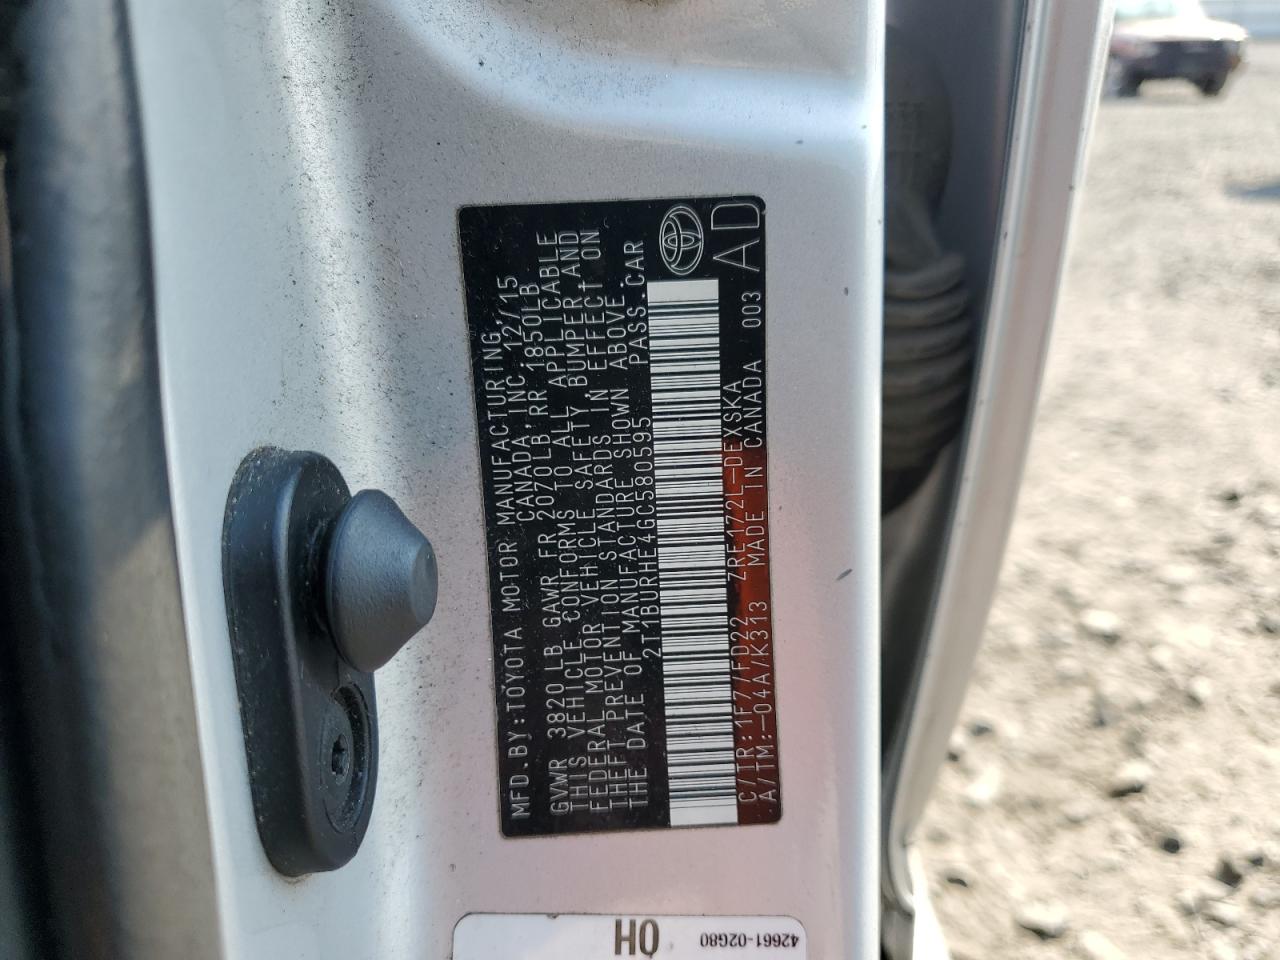 MFD.BY:TOYOTA MOTOR MANUFACTURING,
CANADA,INC. 12/15
GVWR 3820LB GAWR FR 2070LB,RR 1850LB
THIS VEHICLE CONFORMS TO ALL APPLICABLE
FEDERAL MOTOR VEHICLE SAFETY,BUMPER,AND
THEFT PREVENTION STANDARDS IN EFFECT ON
THE DATE OF MANUFACTURE SHOWN ABOVE.
2T1BURHE4GC580595 PASS.CAR
C/TR:1F7/FD22 ZRE172L-DEXSKA
A/TM:-04A/K313 MADE IN CANADA 003
AD
OH
42661-02G80